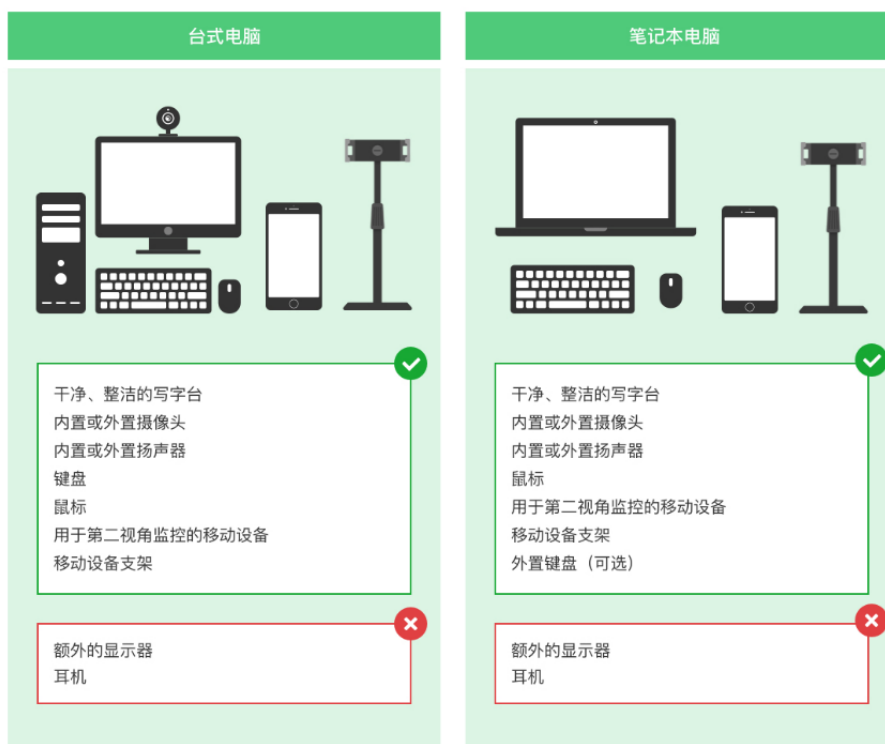 台式电脑
干净、整洁的写字台
内置或外置摄像头
内置或外置扬声器
键盘
鼠标
用于第二视角监控的移动设备
移动设备支架
额外的显示器
耳机
笔记本电脑
干净、整洁的写字台
内置或外置摄像头
内置或外置扬声器
鼠标
用于第二视角监控的移动设备
移动设备支架
外置键盘（可选）
额外的显示器
耳机